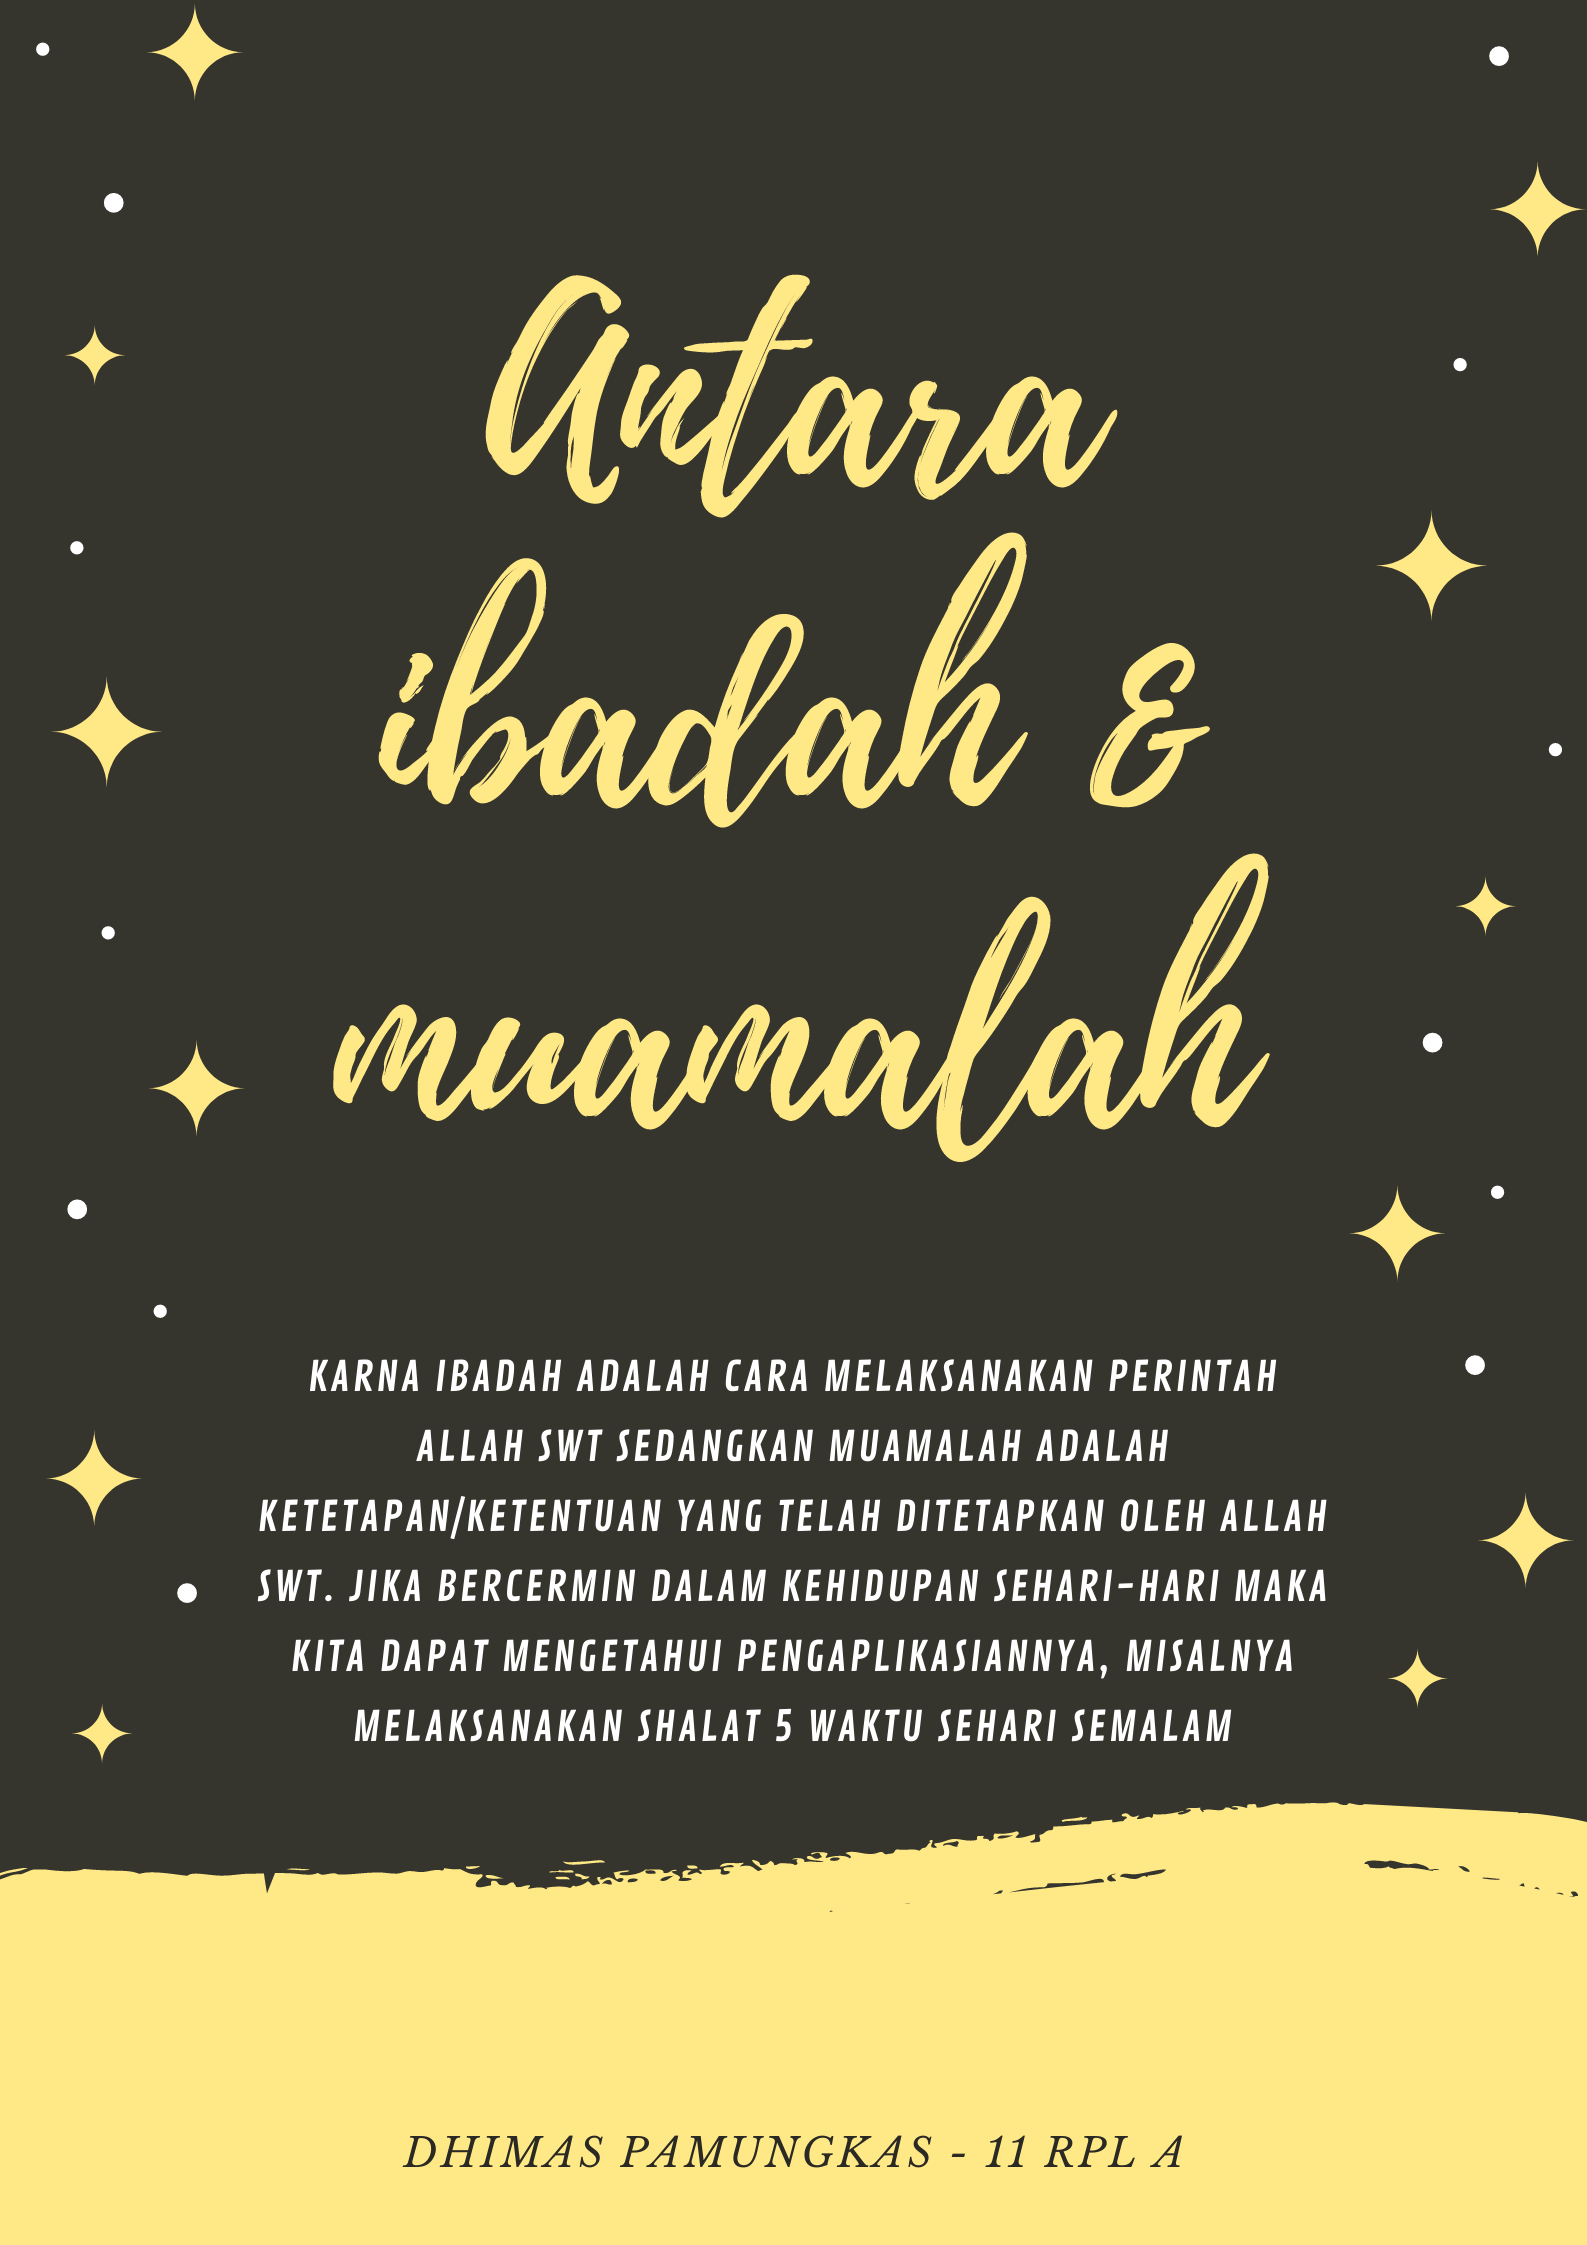 Antara
ibadah &
muamalah
KARNA IBADAH ADALAH CARA MELAKSANAKAN PERINTAH
ALLAH SWT SEDANGKAN MUAMALAH ADALAH
KETETAPAN/KETENTUAN YANG TELAH DITETAPKAN OLEH ALLAH
SWT. JIKA BERCERMIN DALAM KEHIDUPAN SEHARI-HARI MAKA
KITA DAPAT MENGETAHUI PENGAPLIKASIANNYA, MISALNYA
MELAKSANAKAN SHALAT 5 WAKTU SEHARI SEMALAM
DHIMAS PAMUNGKAS - 11 RPL A